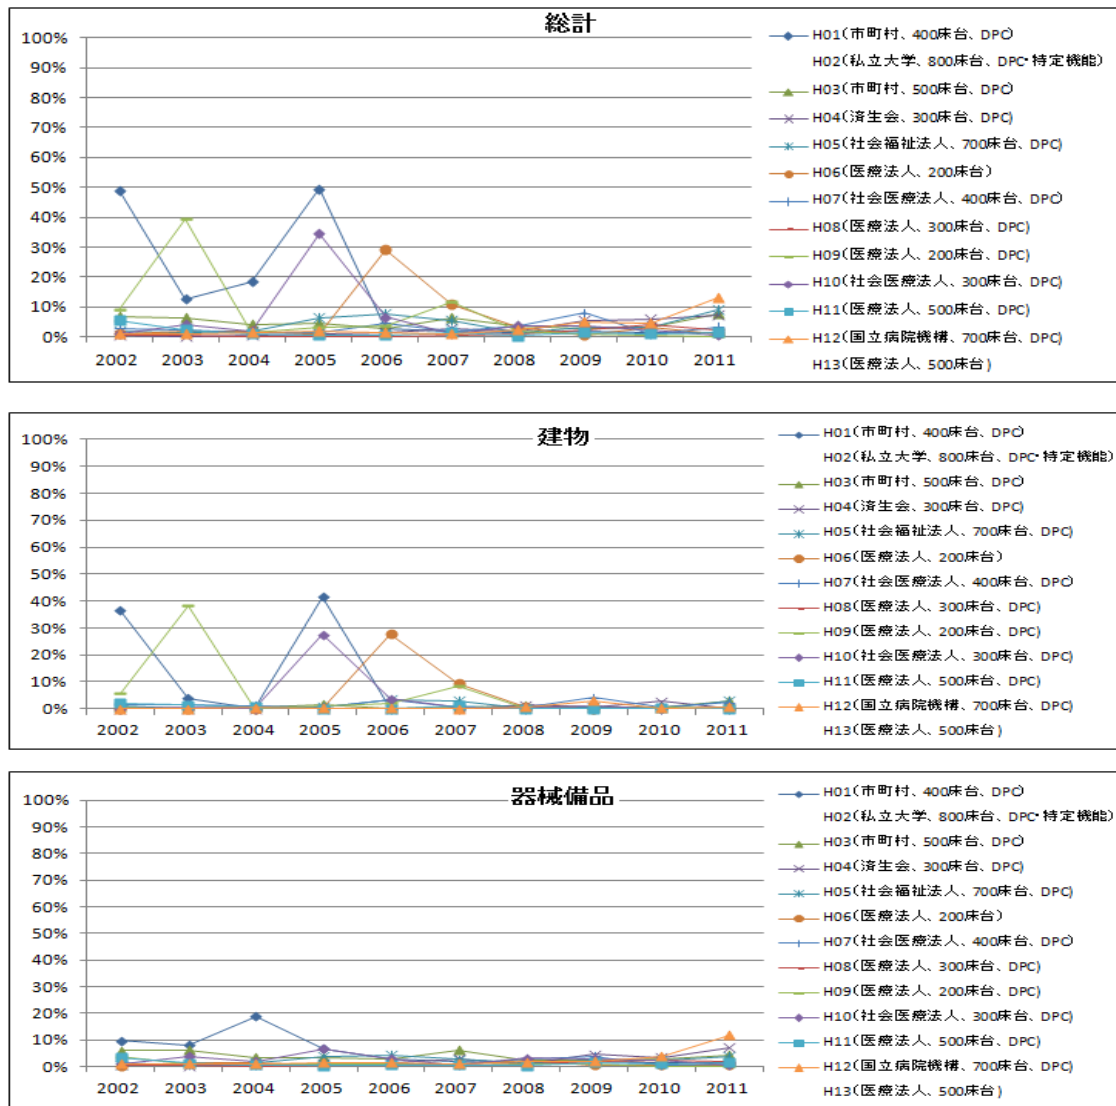 総計
100%
90%
80%
70%
60%
50%
40%
30%
20%
10%
0%
2002 2003 2004 2005 2006 2007 2008 2009 2010 2011
H01(市町村、400床台、DPC)
H02(私立大学、800床台、DPC・特定機能)
H03(市町村、500床台、DPC)
H04(済生会、300床台、DPC)
H05(社会福祉法人、700床台、DPC)
H06(医療法人、200床台)
H07(社会医療法人、400床台、DPC)
H08(医療法人、300床台、DPC)
H09(医療法人、200床台、DPC)
H10(社会医療法人、300床台、DPC)
H11(医療法人、500床台、DPC)
H12(国立病院機構、700床台、DPC)
H13(医療法人、500床台)
建物
100%
90%
80%
70%
60%
50%
40%
30%
20%
10%
0%
2002 2003 2004 2005 2006 2007 2008 2009 2010 2011
H01(市町村、400床台、DPC)
H02(私立大学、800床台、DPC・特定機能)
H03(市町村、500床台、DPC)
H04(済生会、300床台、DPC)
H05(社会福祉法人、700床台、DPC)
H06(医療法人、200床台)
H07(社会医療法人、400床台、DPC)
H08(医療法人、300床台、DPC)
H09(医療法人、200床台、DPC)
H10(社会医療法人、300床台、DPC)
H11(医療法人、500床台、DPC)
H12(国立病院機構、700床台、DPC)
H13(医療法人、500床台)
器械備品
100%
90%
80%
70%
60%
50%
40%
30%
20%
10%
0%
2002 2003 2004 2005 2006 2007 2008 2009 2010 2011
H01(市町村、400床台、DPC)
H02(私立大学、800床台、DPC・特定機能)
H03(市町村、500床台、DPC)
H04(済生会、300床台、DPC)
H05(社会福祉法人、700床台、DPC)
H06(医療法人、200床台)
H07(社会医療法人、400床台、DPC)
H08(医療法人、300床台、DPC)
H09(医療法人、200床台、DPC)
H10(社会医療法人、300床台、DPC)
H11(医療法人、500床台、DPC)
H12(国立病院機構、700床台、DPC)
H13(医療法人、500床台)